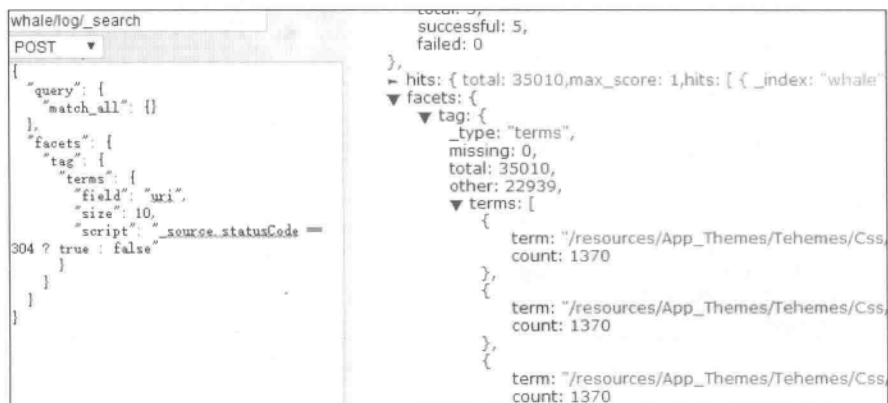 whale/log/_search
POST ▼
{
"query": {
"match_all": {}
},
"facets": {
"tag": {
"terms": {
"field": "uri",
"size": 10,
"script": "_source.statusCode ==
304 ? true : false"
}
}
}
}
total: 5,
successful: 5,
failed: 0
},
► hits: { total: 35010,max_score: 1,hits: [ { _index: "whale"
▼ facets: {
▼ tag: {
_type: "terms",
missing: 0,
total: 35010,
other: 22939,
▼ terms: [
{
term: "/resources/App_Themes/Tehemes/Css/
count: 1370
},
{
term: "/resources/App_Themes/Tehemes/Css/
count: 1370
},
{
term: "/resources/App_Themes/Tehemes/Css/
count: 1370